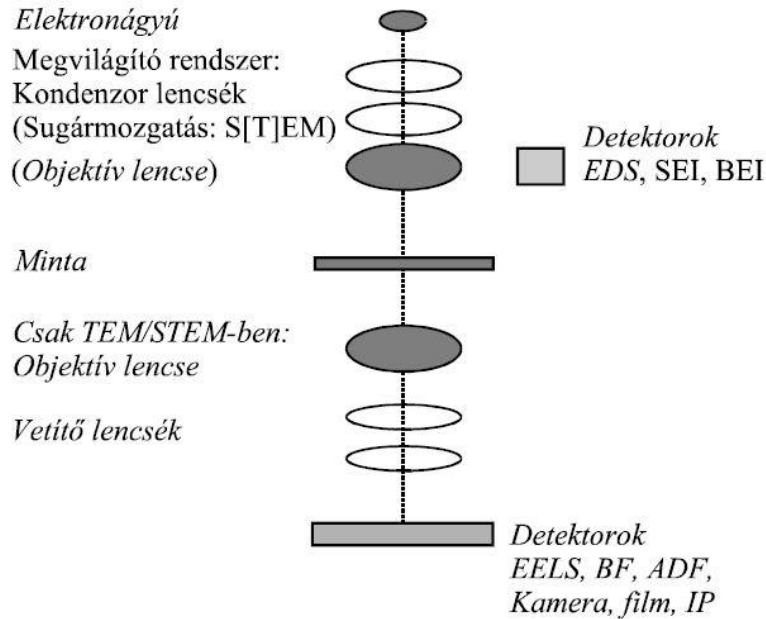 Elektronágyú
Megvilágító rendszer:
Kondenzor lencsék
(Sugármozgatás: S[T]EM)
(Objektív lencse)
Detektorok
EDS, SEI, BEI
Minta
Csak TEM/STEM-ben:
Objektív lencse
Vetítő lencsék
Detektorok
EELS, BF, ADF,
Kamera, film, IP